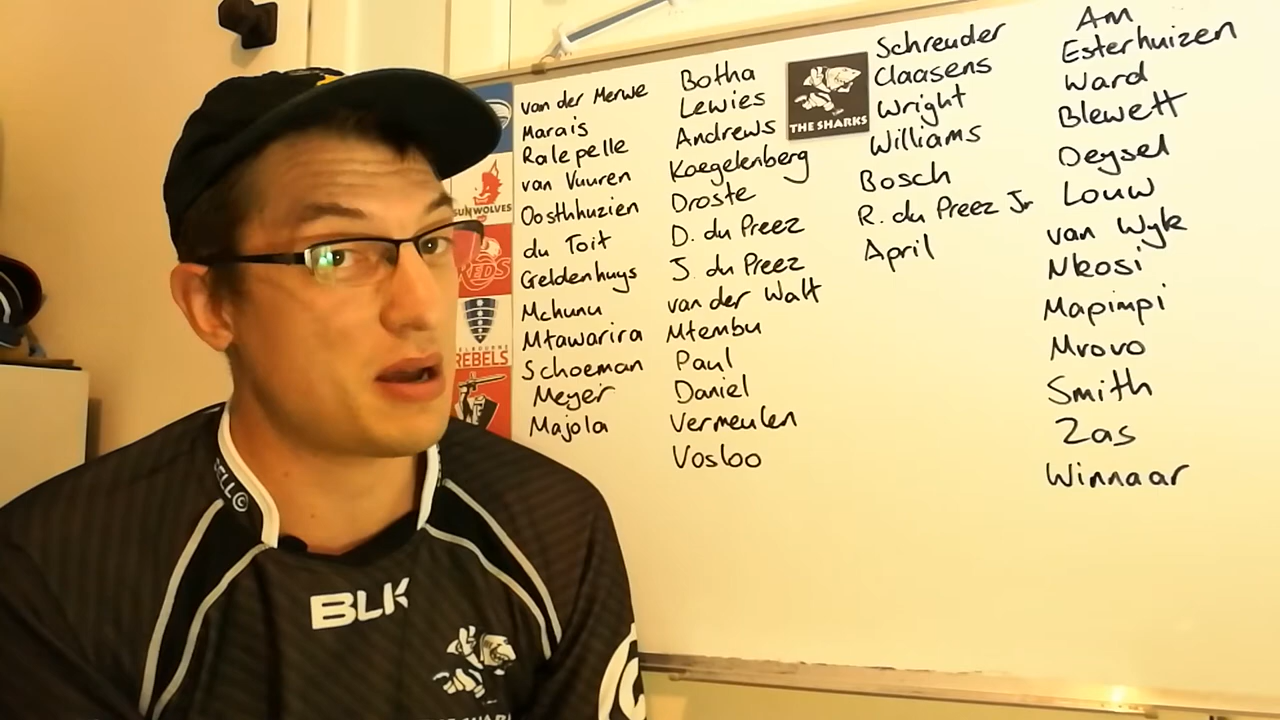 van der Merwe
Marais
Ralepelle
van Vuuren
Oosthhuzien
du Toit
Geldenhuys
Mchunu
Mtawarira
Schoeman
Meyer
Majola
Botha
Lewies
Andrews
Koegelenberg
Droste
D. du Preez
J. du Preez
van der Walt
Mtembu
Paul
Daniel
Vermeulen
Vosloo
THE SHARKS
Schreuder
Claasens
Wright
Williams
Bosch
R. du Preez Jr
April
Am
Esterhuizen
Ward
Blewett
Deysel
Louw
van Wyk
Nkosi
Mapimpi
Mvovo
Smith
Zas
Winnaar
SUNWOLVES
REDS
REBELS
ELL C
BLK